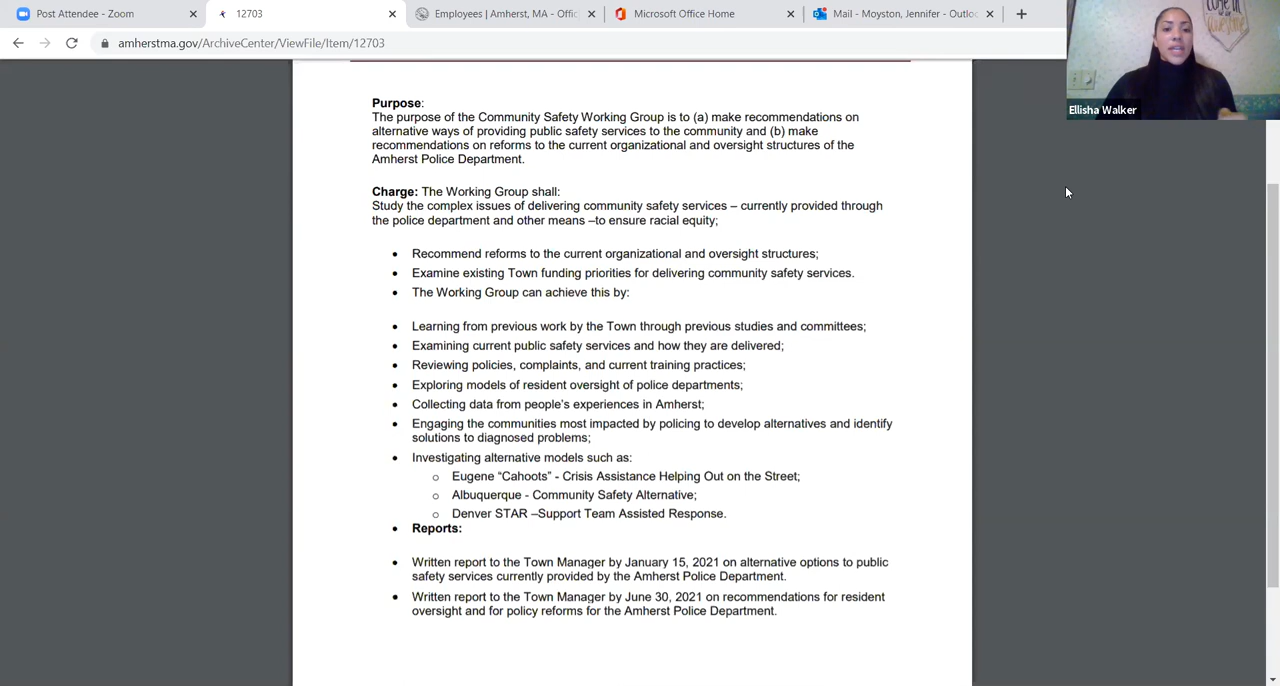 Post Attendee - Zoom
12703
Employees | Amherst, MA - Offic
Microsoft Office Home
Mail - Moyston, Jennifer - Outloo
amherstma.gov/ArchiveCenter/ViewFile/Item/12703
Ellisha Walker
Purpose:
The purpose of the Community Safety Working Group is to (a) make recommendations on
alternative ways of providing public safety services to the community and (b) make
recommendations on reforms to the current organizational and oversight structures of the
Amherst Police Department.
Charge: The Working Group shall:
Study the complex issues of delivering community safety services – currently provided through
the police department and other means –to ensure racial equity;
• Recommend reforms to the current organizational and oversight structures;
• Examine existing Town funding priorities for delivering community safety services.
• The Working Group can achieve this by:
• Learning from previous work by the Town through previous studies and committees;
• Examining current public safety services and how they are delivered;
• Reviewing policies, complaints, and current training practices;
• Exploring models of resident oversight of police departments;
• Collecting data from people's experiences in Amherst;
• Engaging the communities most impacted by policing to develop alternatives and identify
solutions to diagnosed problems;
• Investigating alternative models such as:
o Eugene “Cahoots” - Crisis Assistance Helping Out on the Street;
o Albuquerque - Community Safety Alternative;
o Denver STAR –Support Team Assisted Response.
• Reports:
• Written report to the Town Manager by January 15, 2021 on alternative options to public
safety services currently provided by the Amherst Police Department.
• Written report to the Town Manager by June 30, 2021 on recommendations for resident
oversight and for policy reforms for the Amherst Police Department.